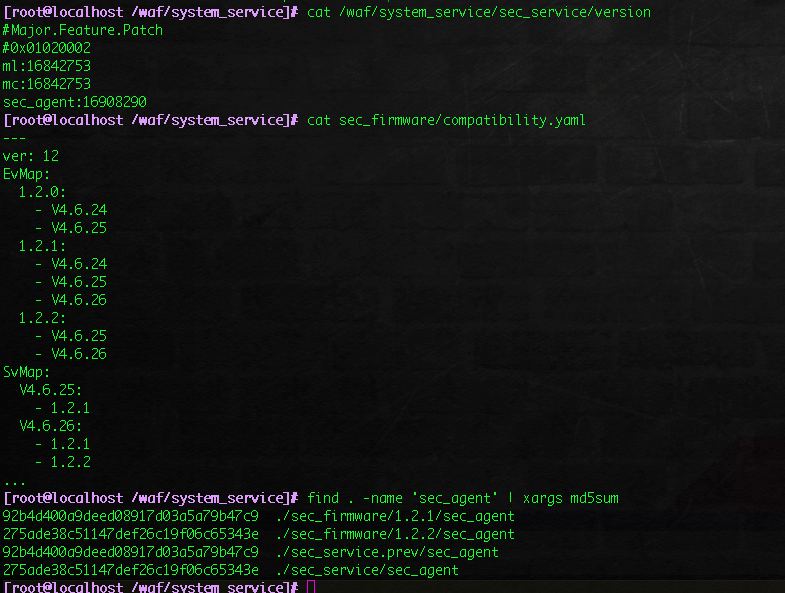 [root@localhost /waf/system_service]# cat /waf/system_service/sec_service/version
#Major.Feature.Patch
#0x01020002
ml:16842753
mc:16842753
sec_agent:16908290
[root@localhost /waf/system_service]# cat sec_firmware/compatibility.yaml
---
ver: 12
EvMap:
  1.2.0:
    - V4.6.24
    - V4.6.25
  1.2.1:
    - V4.6.24
    - V4.6.25
    - V4.6.26
  1.2.2:
    - V4.6.25
    - V4.6.26
SvMap:
  V4.6.25:
    - 1.2.1
  V4.6.26:
    - 1.2.1
    - 1.2.2
...
[root@localhost /waf/system_service]# find . -name 'sec_agent' | xargs md5sum
92b4d400a9deed08917d03a5a79b47c9  ./sec_firmware/1.2.1/sec_agent
275ade38c51147def26c19f06c65343e  ./sec_firmware/1.2.2/sec_agent
92b4d400a9deed08917d03a5a79b47c9  ./sec_service.prev/sec_agent
275ade38c51147def26c19f06c65343e  ./sec_service/sec_agent
[root@localhost /waf/system_service]#